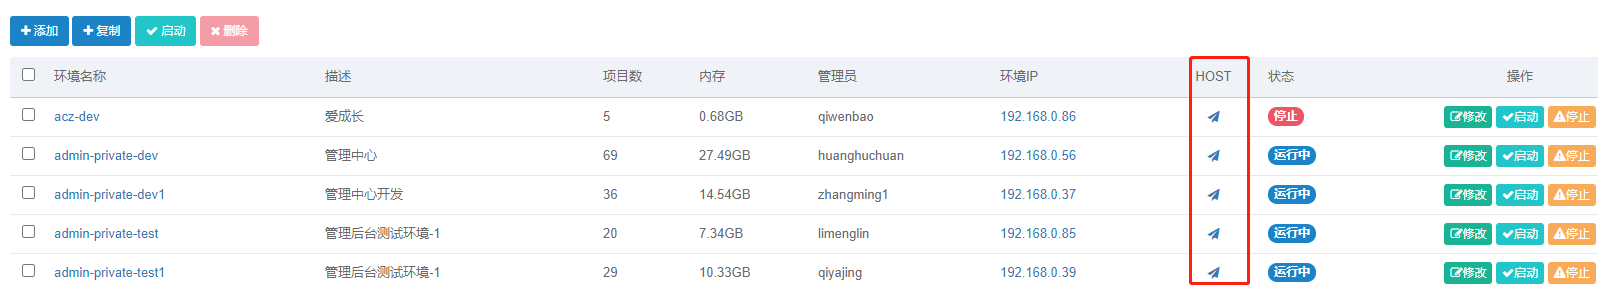 添加 复制 启动 删除
环境名称 描述 项目数 内存 管理员 环境IP HOST 状态 操作
acz-dev 爱成长 5 0.68GB qiwenbao 192.168.0.86 停止 修改 启动 停止
admin-private-dev 管理中心 69 27.49GB huanghuchuan 192.168.0.56 运行中 修改 启动 停止
admin-private-dev1 管理中心开发 36 14.54GB zhangming1 192.168.0.37 运行中 修改 启动 停止
admin-private-test 管理后台测试环境-1 20 7.34GB limenglin 192.168.0.85 运行中 修改 启动 停止
admin-private-test1 管理后台测试环境-1 29 10.33GB qiyajing 192.168.0.39 运行中 修改 启动 停止